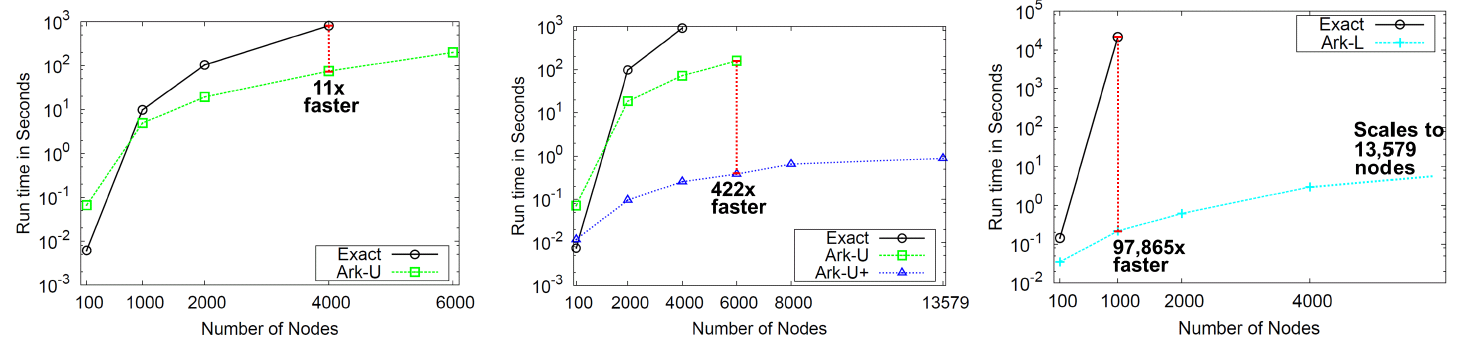 10^3
10^2
10^1
10^0
10^-1
10^-2
10^-3
Run time in Seconds
11x
faster
Exact
Ark-U
100 1000 2000 4000 6000
Number of Nodes
10^3
10^2
10^1
10^0
10^-1
10^-2
10^-3
Run time in Seconds
422x
faster
Exact
Ark-U
Ark-U+
100 2000 4000 6000 8000 13579
Number of Nodes
10^5
10^4
10^3
10^2
10^1
10^0
10^-1
10^-2
Run time in Seconds
Exact
Ark-L
Scales to
13,579
nodes
97,865x
faster
100 1000 2000 4000
Number of Nodes